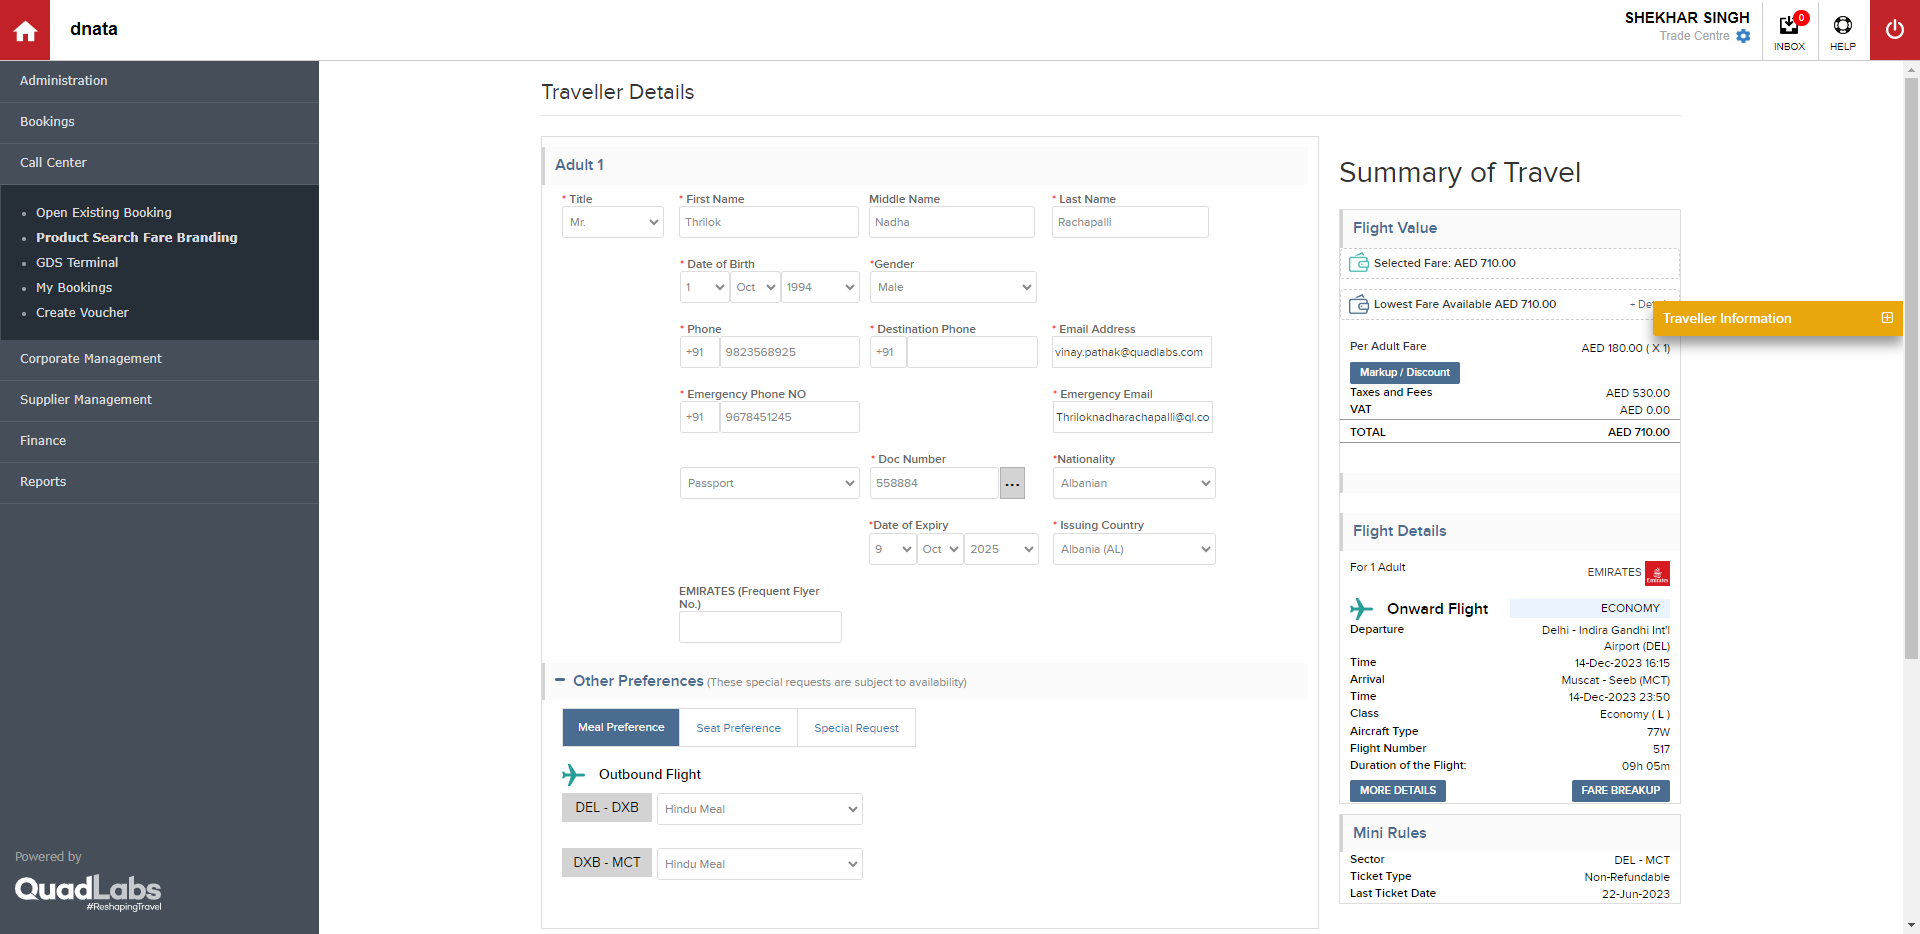 dnata
SHEKHAR SINGH
Trade Centre
0
INBOX
HELP
Administration
Bookings
Call Center
Open Existing Booking
Product Search Fare Branding
GDS Terminal
My Bookings
Create Voucher
Corporate Management
Supplier Management
Finance
Reports
Powered by
QuadLabs
#ReshapingTravel
Traveller Details
Adult 1
* Title
* First Name
Middle Name
* Last Name
Mr.
Thrilok
Nadha
Rachapalli
* Date of Birth
*Gender
1
Oct
1994
Male
* Phone
* Destination Phone
* Email Address
+91
9823568925
+91
vinay.pathak@quadlabs.com
* Emergency Phone NO
* Emergency Email
+91
9678451245
Thriloknadharachapalli@ql.co
* Doc Number
*Nationality
Passport
558884
...
Albanian
*Date of Expiry
* Issuing Country
9
Oct
2025
Albania (AL)
EMIRATES (Frequent Flyer
No.)
Other Preferences (These special requests are subject to availability)
Meal Preference
Seat Preference
Special Request
Outbound Flight
DEL - DXB
Hindu Meal
DXB - MCT
Hindu Meal
Summary of Travel
Flight Value
Selected Fare: AED 710.00
Lowest Fare Available AED 710.00
Traveller Information
Per Adult Fare
AED 180.00 ( X 1)
Markup / Discount
Taxes and Fees
AED 530.00
VAT
AED 0.00
TOTAL
AED 710.00
Flight Details
For 1 Adult
EMIRATES
Emirates
Onward Flight
ECONOMY
Departure
Delhi - Indira Gandhi Int'l
Airport (DEL)
Time
14-Dec-2023 16:15
Arrival
Muscat - Seeb (MCT)
Time
14-Dec-2023 23:50
Class
Economy ( L )
Aircraft Type
77W
Flight Number
517
Duration of the Flight:
09h 05m
MORE DETAILS
FARE BREAKUP
Mini Rules
Sector
DEL - MCT
Ticket Type
Non-Refundable
Last Ticket Date
22-Jun-2023